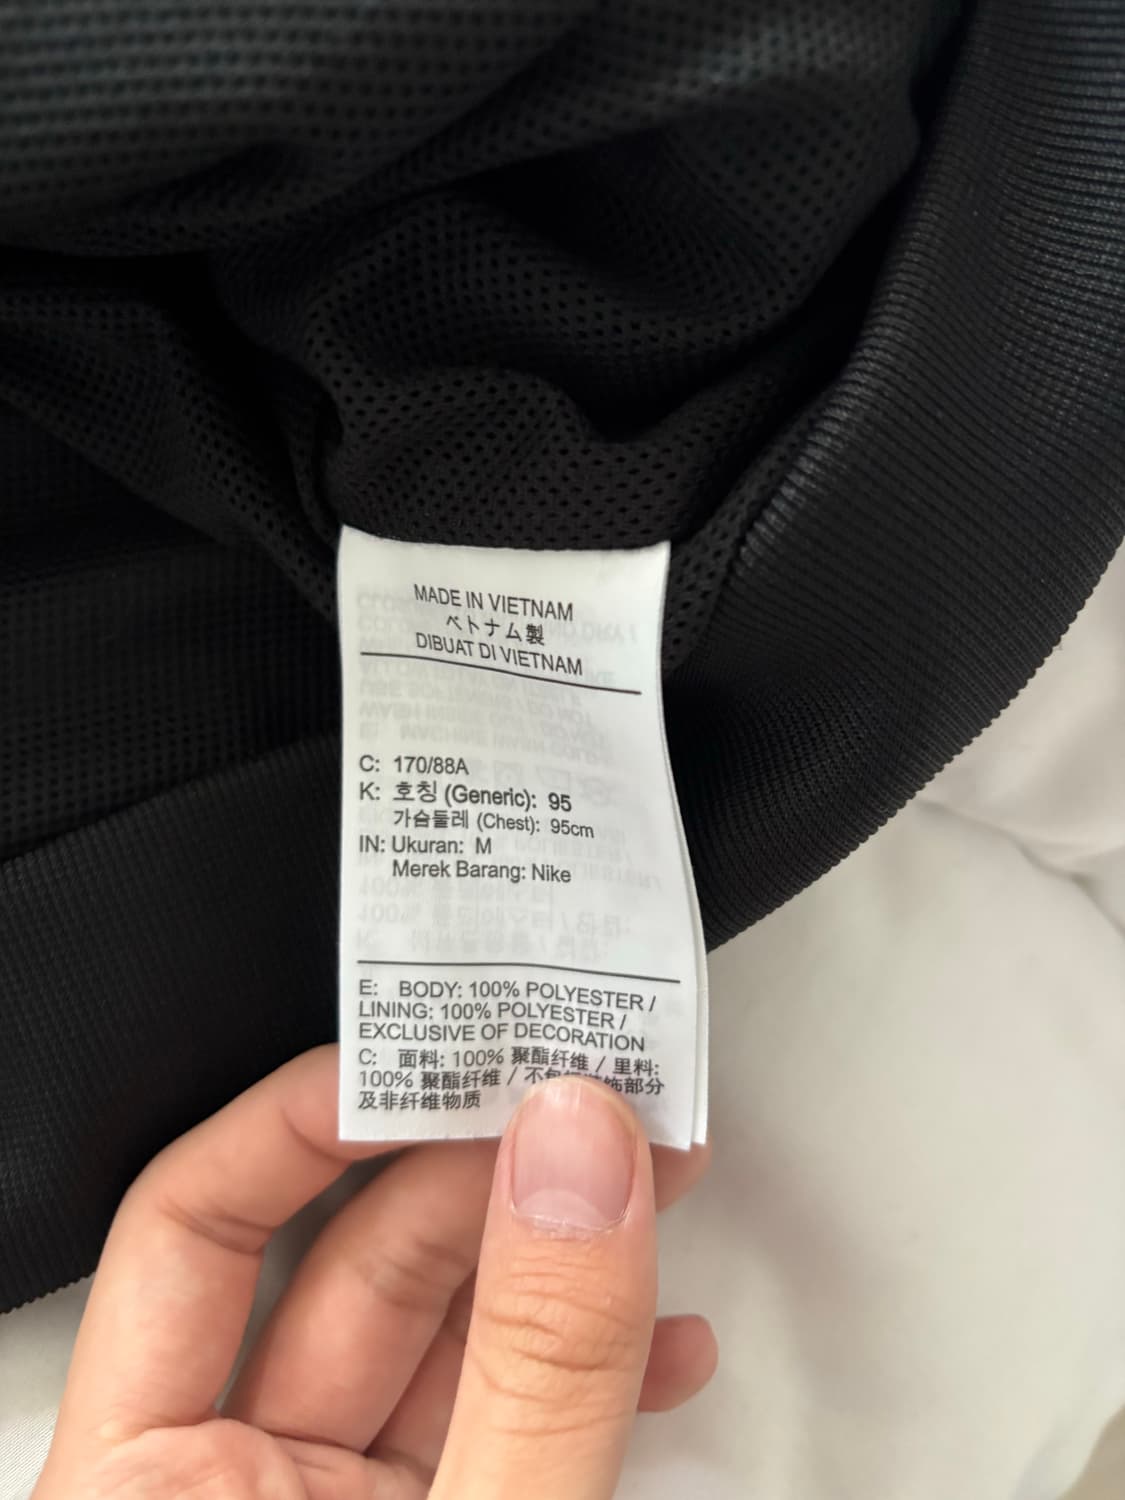 MADE IN VIETNAM
ベトナム製
DIBUAT DI VIETNAM
C: 170/88A
K: 호칭 (Generic): 95
가슴둘레 (Chest): 95cm
IN: Ukuran: M
Merek Barang: Nike
E: BODY: 100% POLYESTER /
LINING: 100% POLYESTER /
EXCLUSIVE OF DECORATION
C: 面料: 100% 聚酯纤维 / 里料:
100% 聚酯纤维 / 不 部分
及非纤维物质